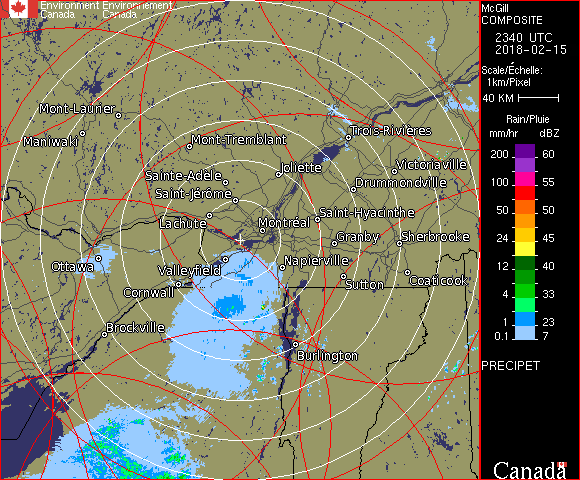 Environment Environment
Canada Canadienne
McGill
COMPOSITE
2340 UTC
2018-02-15
Scale/Échelle:
1km/Pixel
40 KM
Rain/Pluie
mm/hr dBZ
200 60
100 55
50 50
24 45
12 40
4 33
1 23
0.1 7
PRECIPET
Canada
Mont-Laurier
Maniwaki
Mont-Tremblant
Trois-Rivières
Joliette
Victoriaville
Sainte-Adèle
Drummondville
Saint-Jérôme
Saint-Hyacinthe
Lachute
Montréal
Granby
Sherbrooke
Ottawa
Valleyfield
Napierville
Cornwall
Sutton
Coaticook
Brockville
Burlington